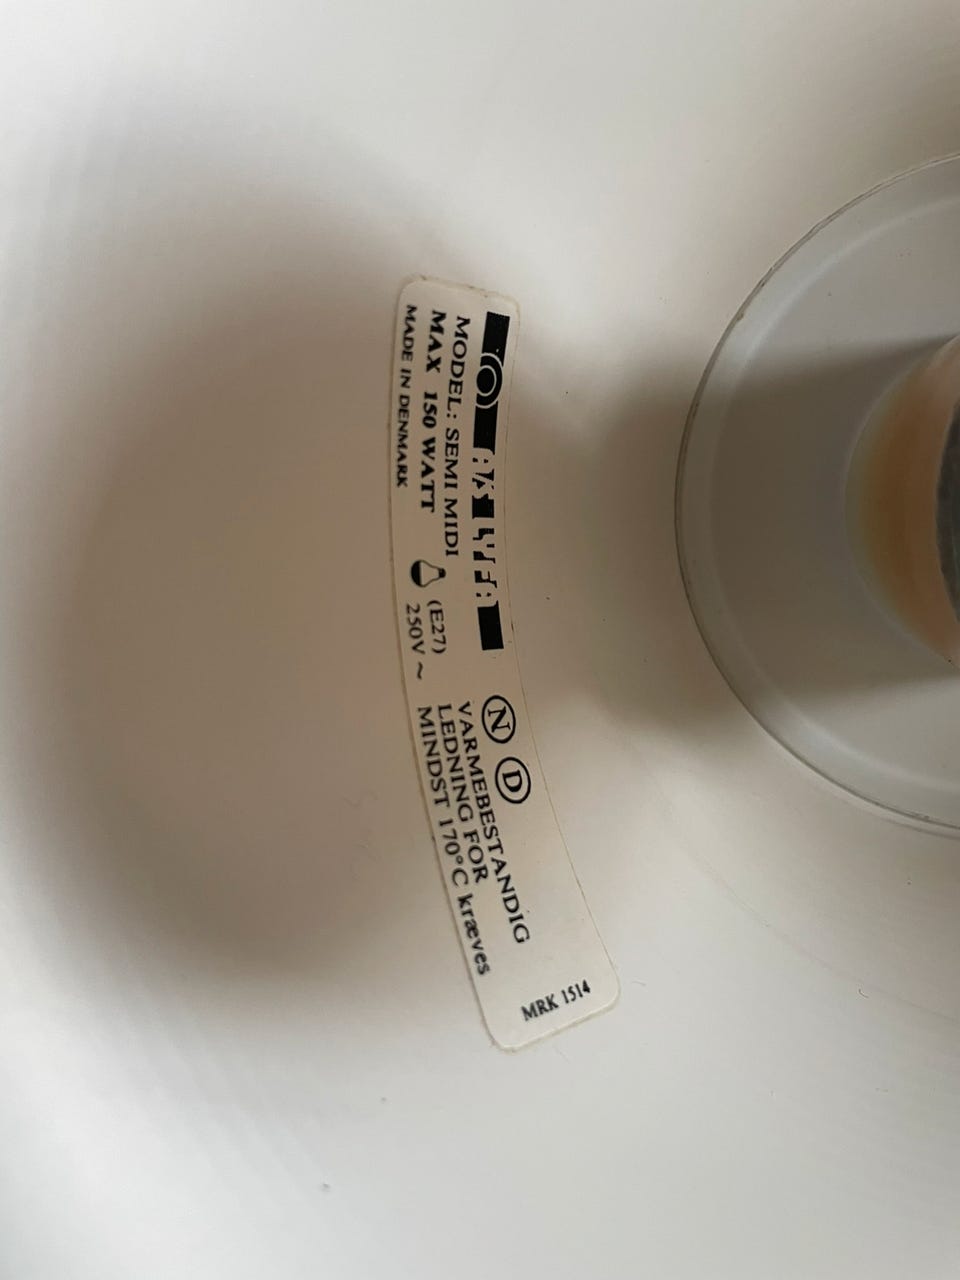 MODEL: SEMI MIDI
MAX 150 WATT (E27)
MADE IN DENMARK 250V ~
N D
VARMEBESTANDIG
LEDNING FOR
MINDST 170°C kræves
MRK 1514